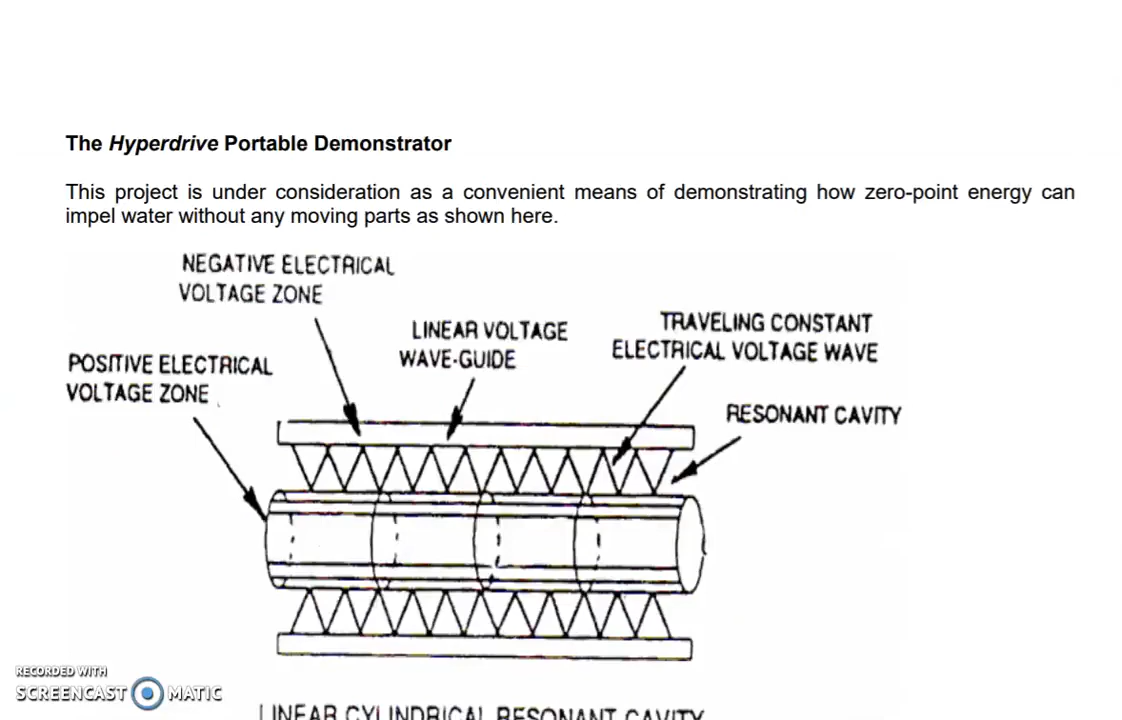 The Hyperdrive Portable Demonstrator
This project is under consideration as a convenient means of demonstrating how zero-point energy can
impel water without any moving parts as shown here.
NEGATIVE ELECTRICAL
VOLTAGE ZONE
LINEAR VOLTAGE
WAVE-GUIDE
TRAVELING CONSTANT
ELECTRICAL VOLTAGE WAVE
POSITIVE ELECTRICAL
VOLTAGE ZONE
RESONANT CAVITY
RECORDED WITH
SCREENCAST MATIC
LINEAR CYLINDRICAL RESONANT CAVITY